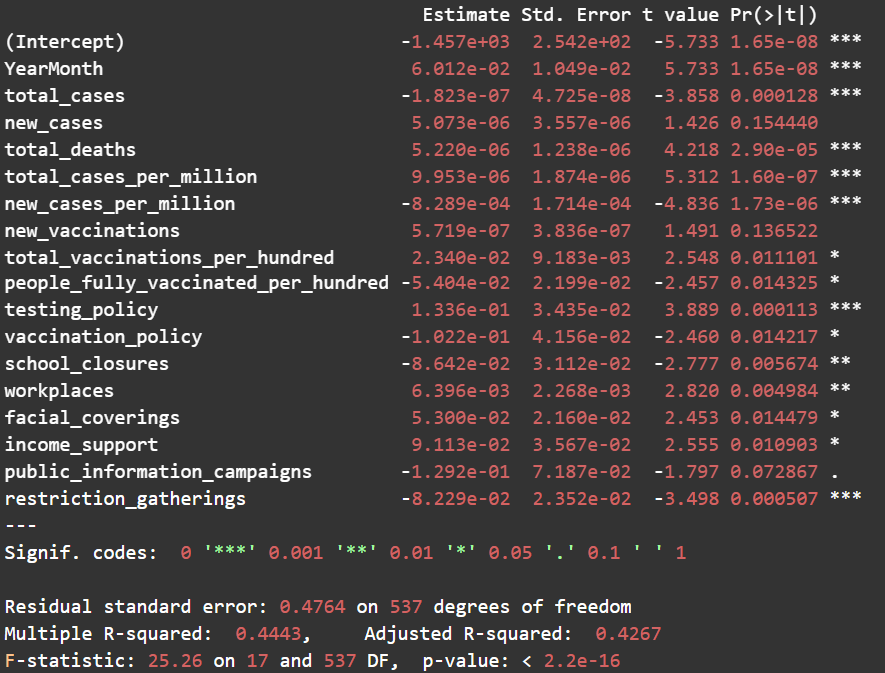 Estimate Std. Error t value Pr(>|t|)
(Intercept) -1.457e+03 2.542e+02 -5.733 1.65e-08 ***
YearMonth 6.012e-02 1.049e-02 5.733 1.65e-08 ***
total_cases -1.823e-07 4.725e-08 -3.858 0.000128 ***
new_cases 5.073e-06 3.557e-06 1.426 0.154440
total_deaths 5.220e-06 1.238e-06 4.218 2.90e-05 ***
total_cases_per_million 9.953e-06 1.874e-06 5.312 1.60e-07 ***
new_cases_per_million -8.289e-04 1.714e-04 -4.836 1.73e-06 ***
new_vaccinations 5.719e-07 3.836e-07 1.491 0.136522
total_vaccinations_per_hundred 2.340e-02 9.183e-03 2.548 0.011101 *
people_fully_vaccinated_per_hundred -5.404e-02 2.199e-02 -2.457 0.014325 *
testing_policy 1.336e-01 3.435e-02 3.889 0.000113 ***
vaccination_policy -1.022e-01 4.156e-02 -2.460 0.014217 *
school_closures -8.642e-02 3.112e-02 -2.777 0.005674 **
workplaces 6.396e-03 2.268e-03 2.820 0.004984 **
facial_coverings 5.300e-02 2.160e-02 2.453 0.014479 *
income_support 9.113e-02 3.567e-02 2.555 0.010903 *
public_information_campaigns -1.292e-01 7.187e-02 -1.797 0.072867 .
restriction_gatherings -8.229e-02 2.352e-02 -3.498 0.000507 ***
---
Signif. codes: 0 '***' 0.001 '**' 0.01 '*' 0.05 '.' 0.1 ' ' 1
Residual standard error: 0.4764 on 537 degrees of freedom
Multiple R-squared: 0.4443, Adjusted R-squared: 0.4267
F-statistic: 25.26 on 17 and 537 DF, p-value: < 2.2e-16